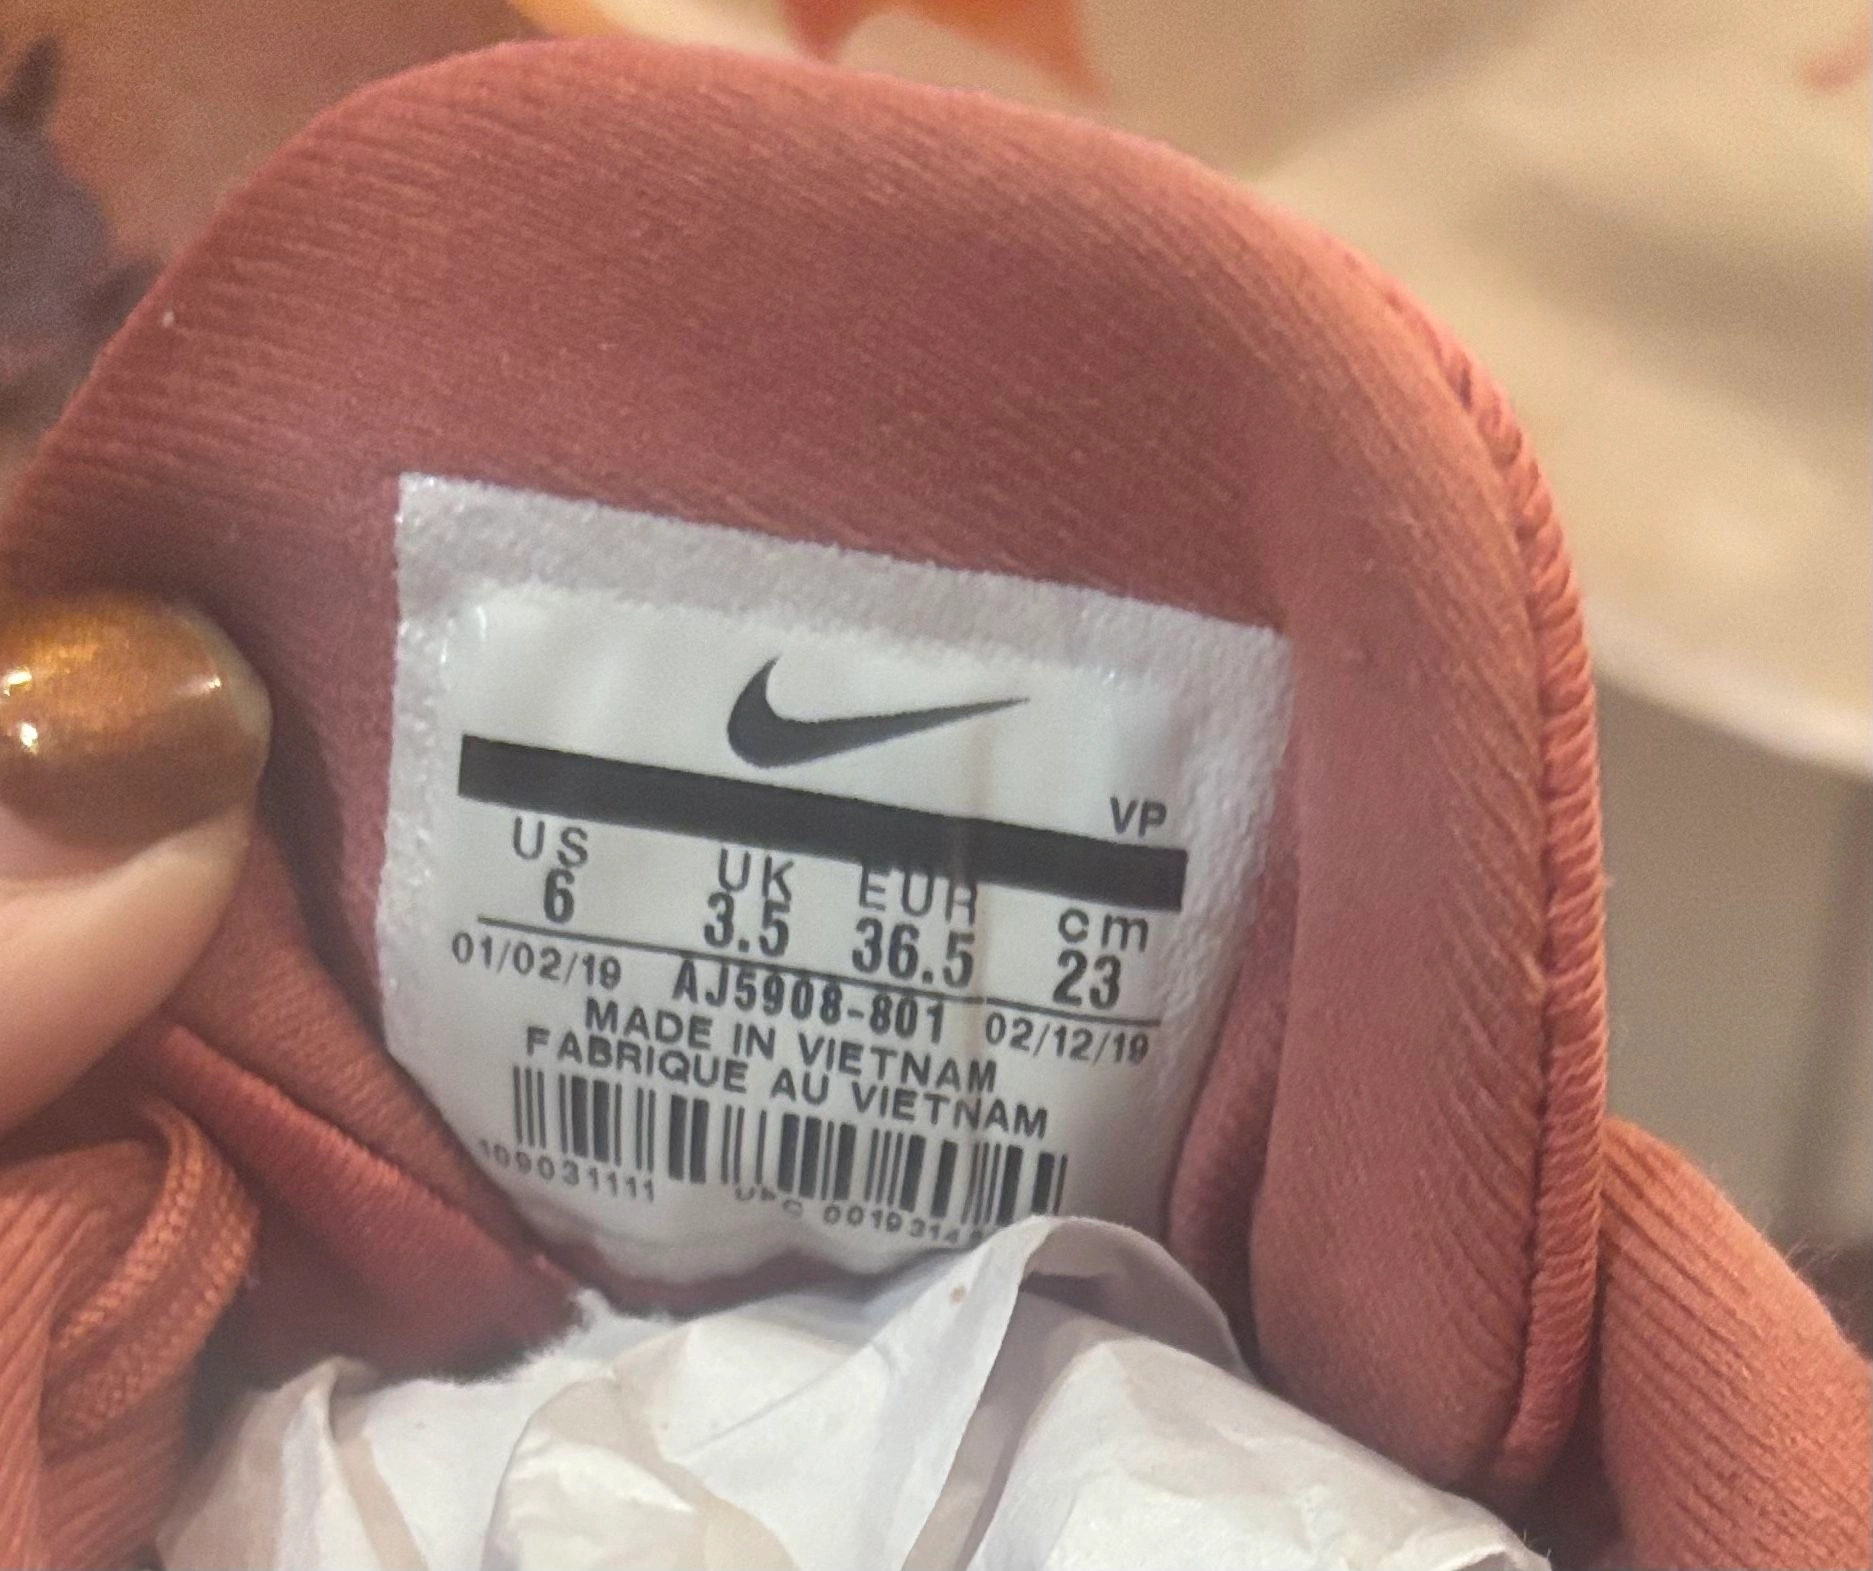 VP
US UK EUR cm
6 3.5 36.5 23
01/02/19 AJ5908-801 02/12/19
MADE IN VIETNAM
FABRIQUE AU VIETNAM
109031111 UPC